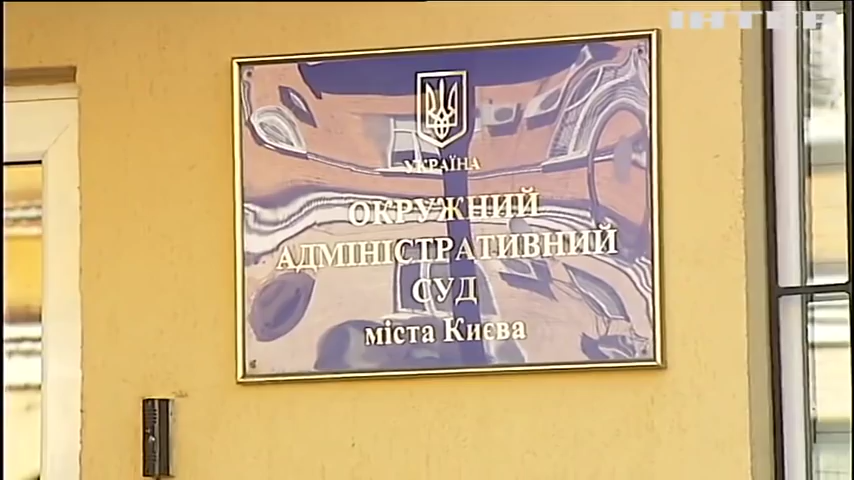 ІНТЕР
УКРАЇНА
ОКРУЖНИЙ
АДМІНІСТРАТИВНИЙ
СУД
міста Києва